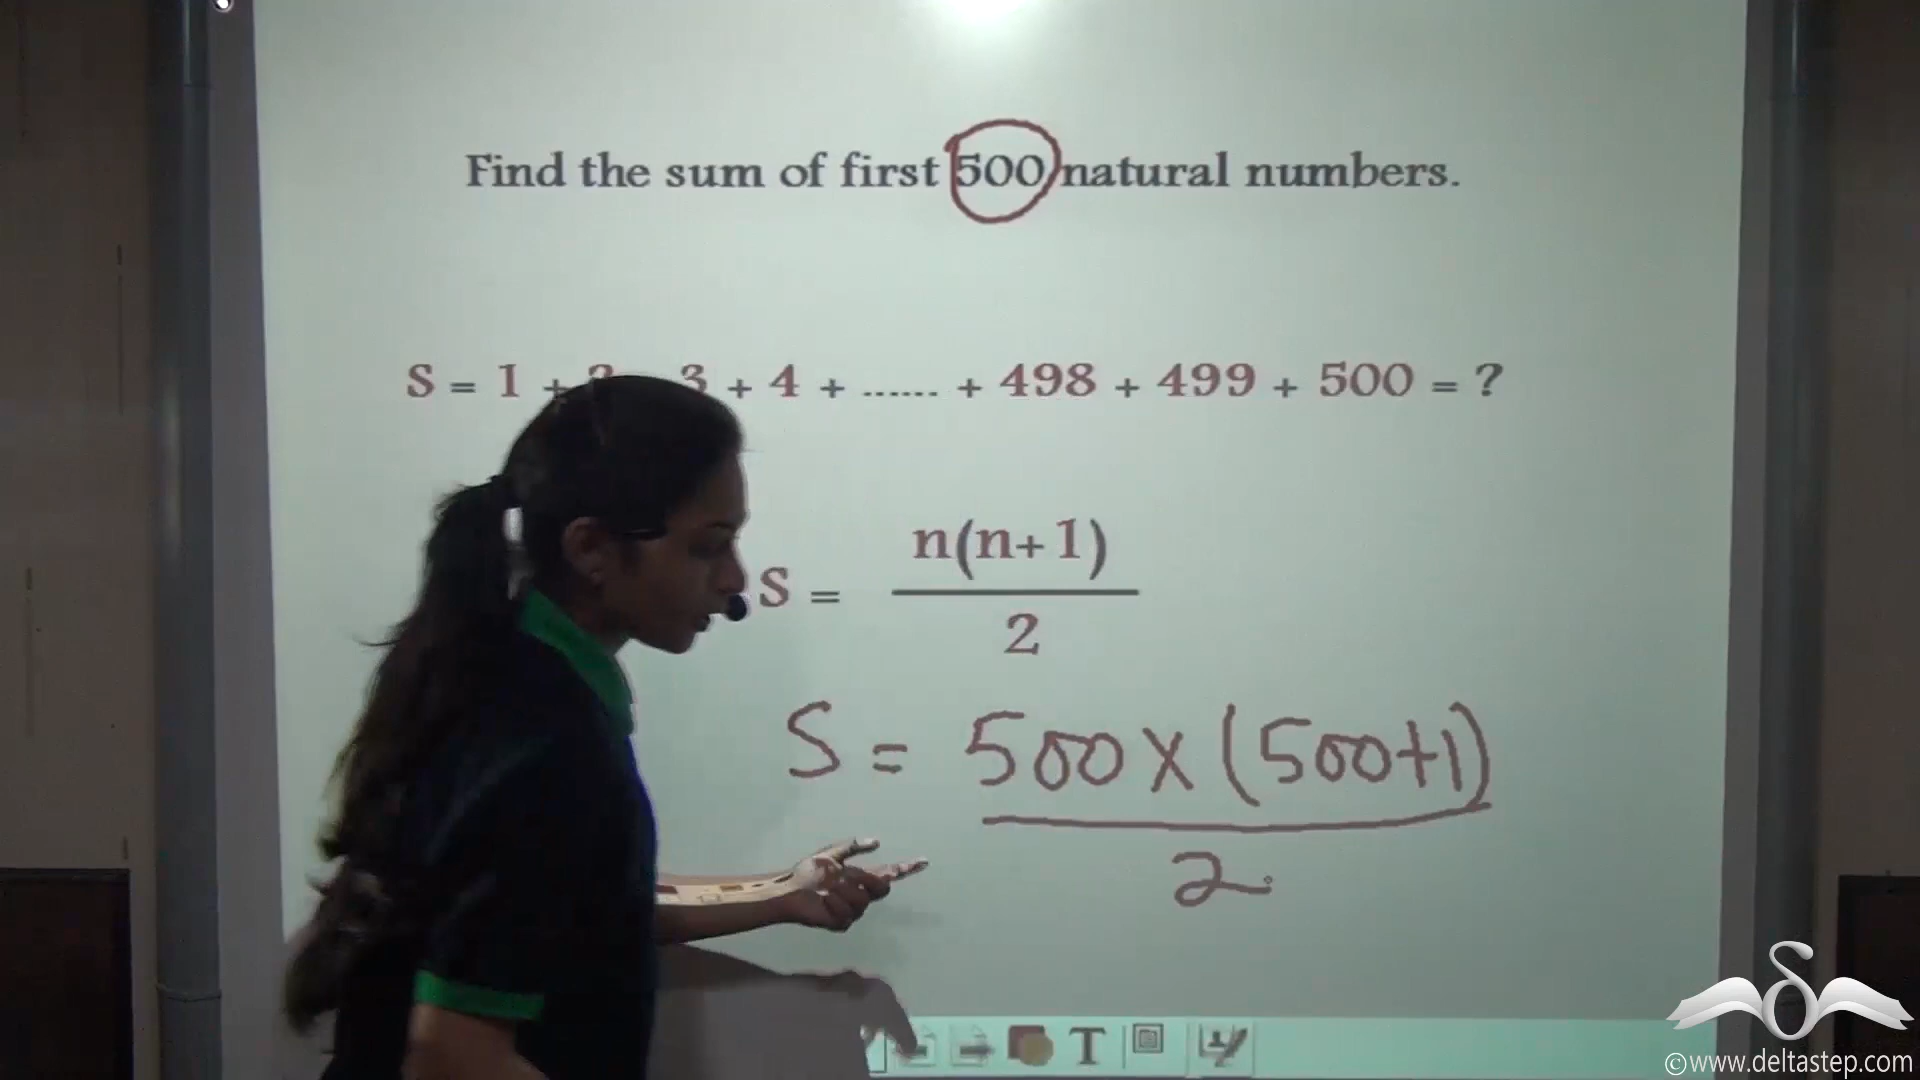 Find the sum of first 500 natural numbers.
S = 1 + 3 + 4 + ...... + 498 + 499 + 500 = ?
S = n(n+1)
2
S = 500 x (500+1)
2
T
©www.deltastep.com